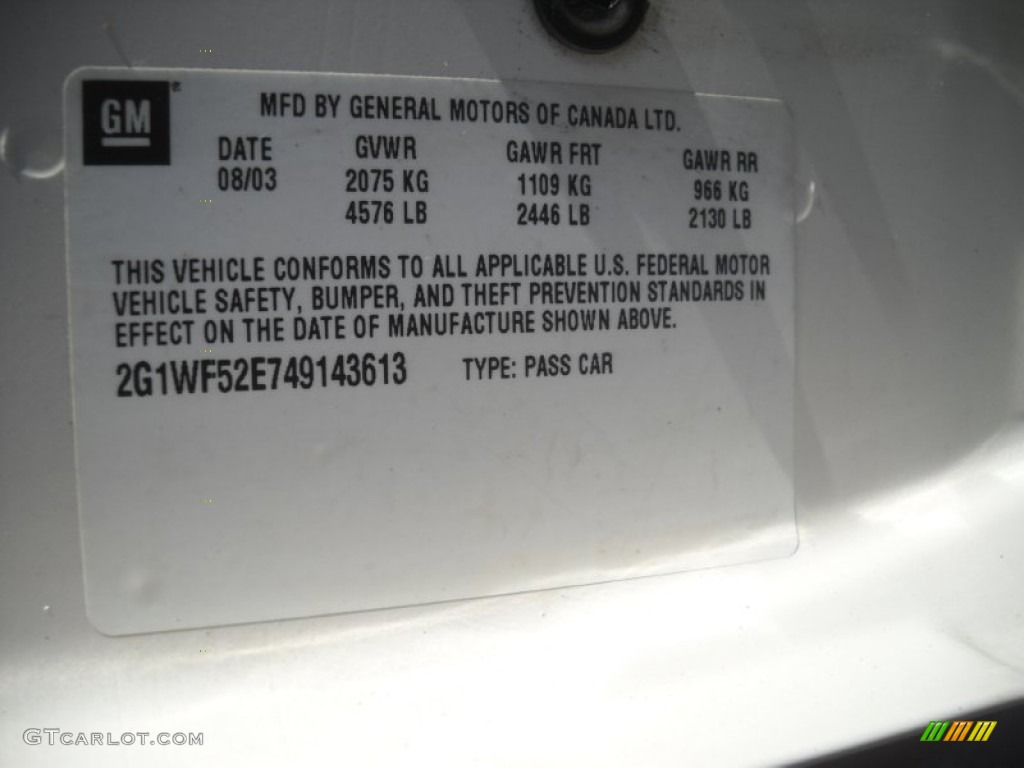 GM ®
MFD BY GENERAL MOTORS OF CANADA LTD.
DATE GVWR GAWR FRT GAWR RR
08/03 2075 KG 1109 KG 966 KG
4576 LB 2446 LB 2130 LB
THIS VEHICLE CONFORMS TO ALL APPLICABLE U.S. FEDERAL MOTOR
VEHICLE SAFETY, BUMPER, AND THEFT PREVENTION STANDARDS IN
EFFECT ON THE DATE OF MANUFACTURE SHOWN ABOVE.
2G1WF52E749143613 TYPE: PASS CAR
GTCARLOT.COM